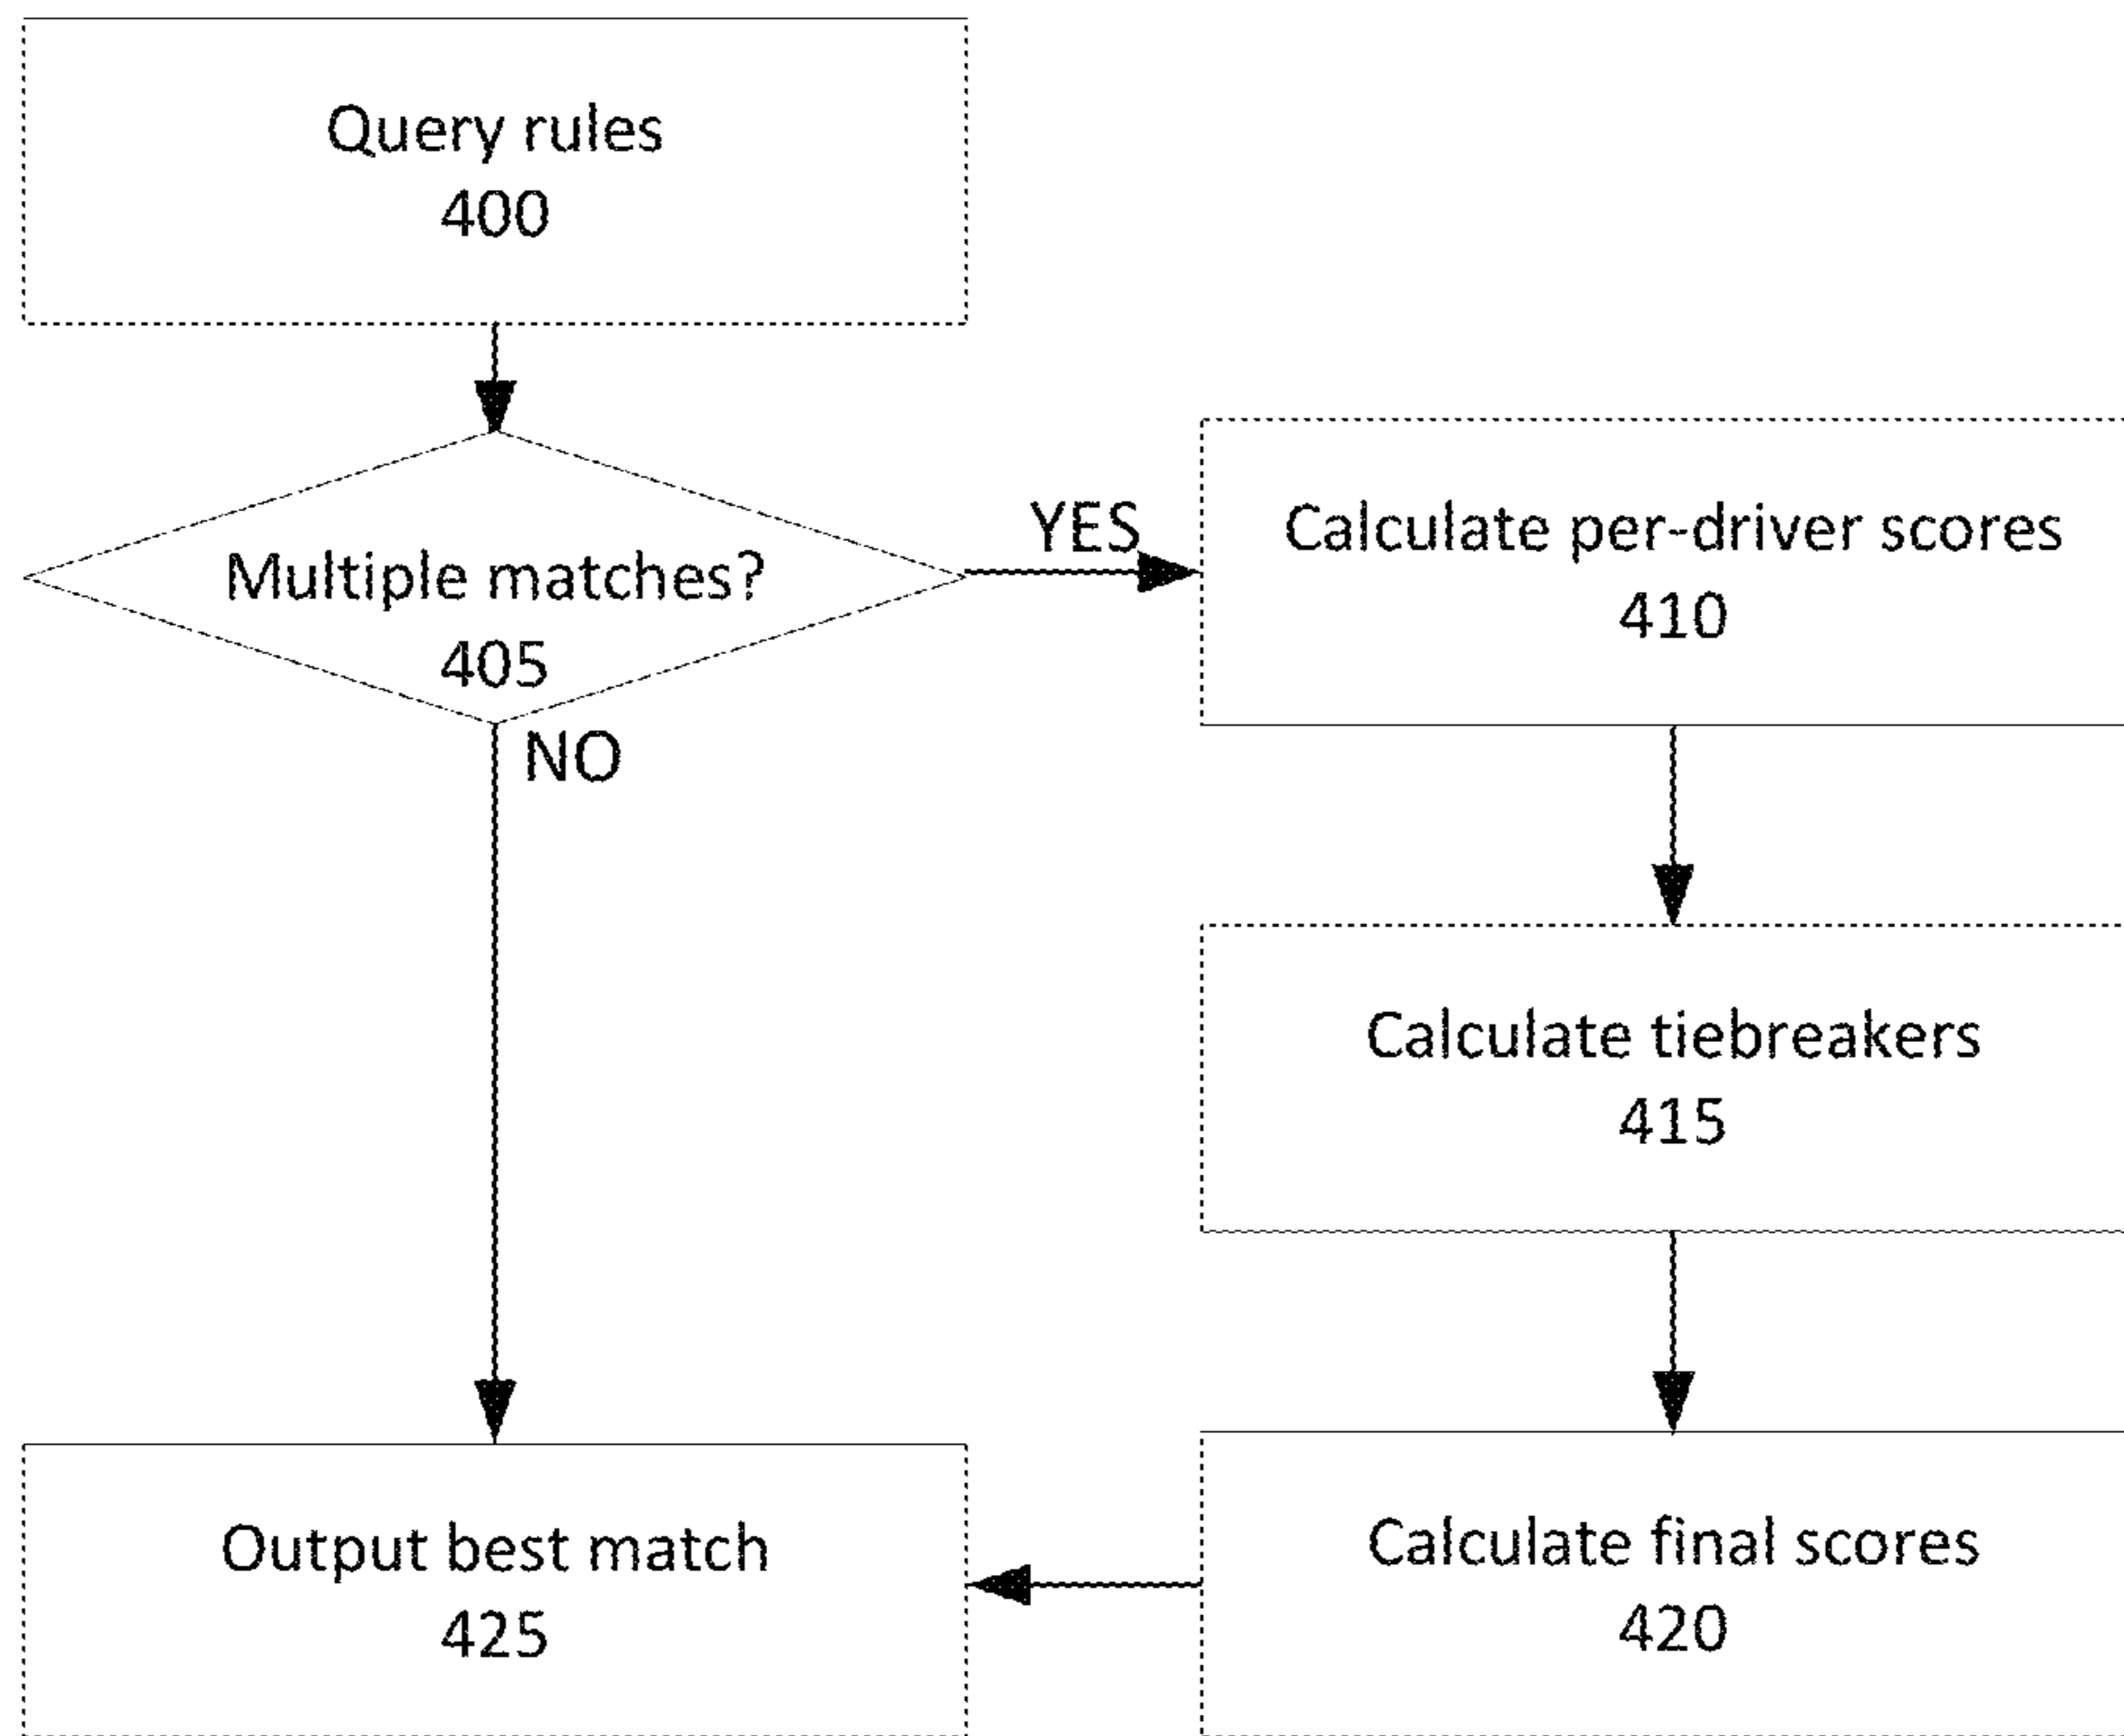 Query rules
400
Multiple matches?
405
YES
NO
Calculate per-driver scores
410
Calculate tiebreakers
415
Calculate final scores
420
Output best match
425